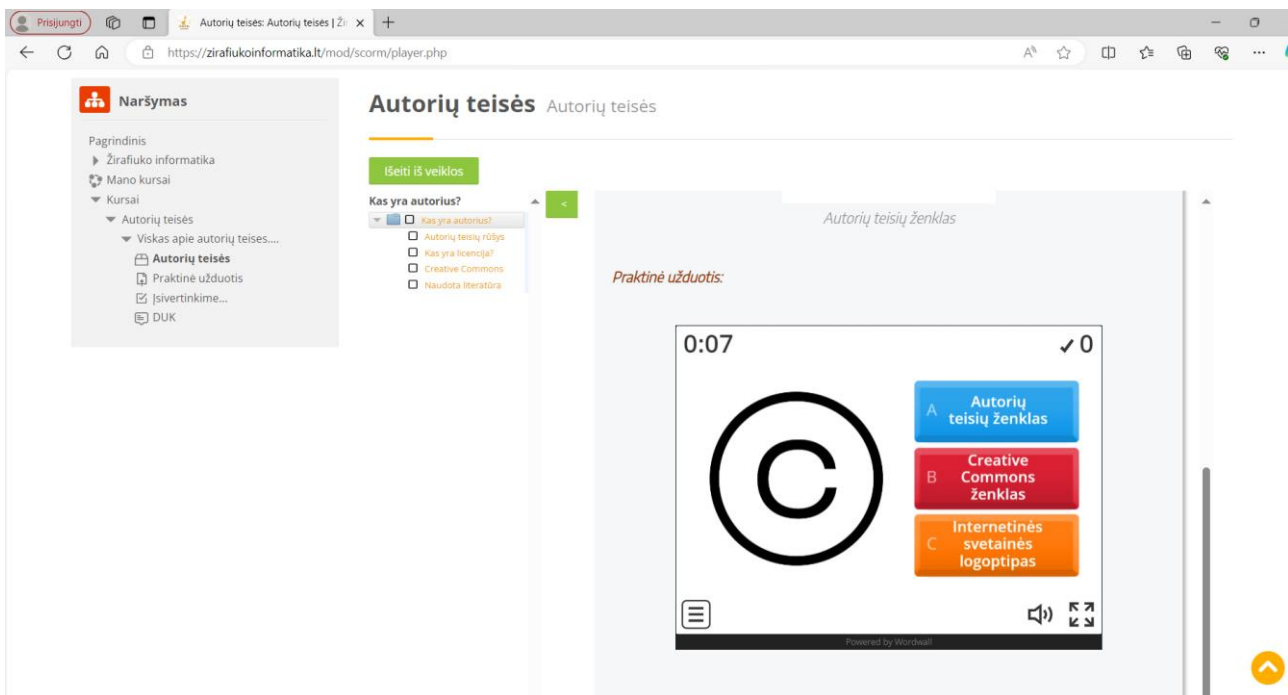 Prisijungti
Autorių teisės: Autorių teisės | Ži
https://zirafiukoinformatika.lt/mod/scorm/player.php
Naršymas
Pagrindinis
Žirafiuko informatika
Mano kursai
Kursai
Autorių teisės
Viskas apie autorių teises....
Autorių teisės
Praktinė užduotis
Įsivertinkime...
DUK
Autorių teisės Autorių teisės
Išeiti iš veiklos
Kas yra autorius?
Kas yra autorius?
Autorių teisių rūšys
Kas yra licencija?
Creative Commons
Naudota literatūra
<
Autorių teisių ženklas
Praktinė užduotis:
0:07
0
C
A
Autorių
teisių ženklas
B
Creative
Commons
ženklas
C
Internetinės
svetainės
logoptipas
Powered by Wordwall